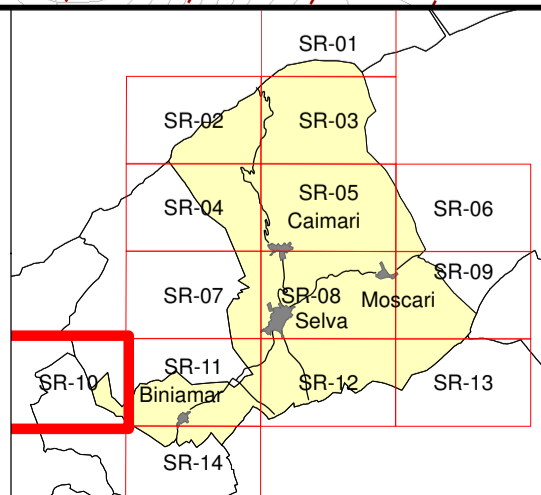 SR-01
SR-02
SR-03
SR-04
SR-05
Caimari
SR-06
SR-07
SR-08
Selva
Moscari
SR-09
SR-10
SR-11
Biniamar
SR-12
SR-13
SR-14